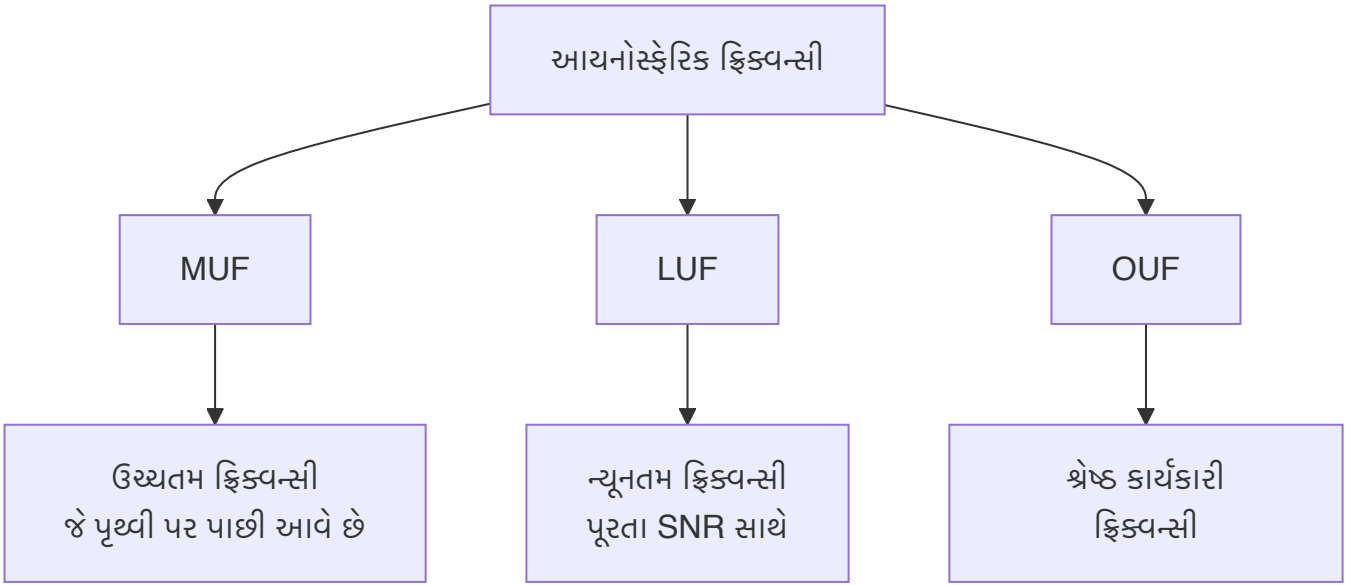 આયનોસ્ફેરિક ફ્રિક્વન્સી
MUF
LUF
OUF
ઉચ્ચતમ ફ્રિક્વન્સી
જે પૃથ્વી પર પાછી આવે છે
ન્યૂનતમ ફ્રિક્વન્સી
પૂરતા SNR સાથે
શ્રેષ્ઠ કાર્યકારી
ફ્રિક્વન્સી